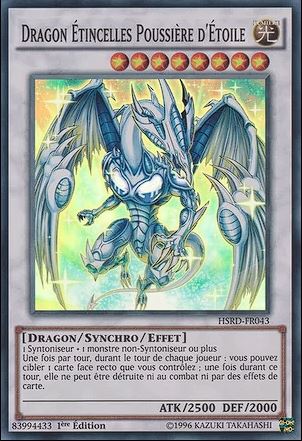 DRAGON ÉTINCELLES POUSSIÈRE D'ÉTOILE
LUMIÈRE
光
HSRD-FR043
[DRAGON/SYNCHRO/EFFET]
1 Syntoniseur + 1 monstre non-Syntoniseur ou plus
Une fois par tour, durant le tour de chaque joueur : vous pouvez
cibler 1 carte face recto que vous contrôlez ; une fois durant ce
tour, elle ne peut être détruite ni au combat ni par des effets de
carte.
ATK/2500 DEF/2000
83994433 1ère Édition ©1996 KAZUKI TAKAHASHI